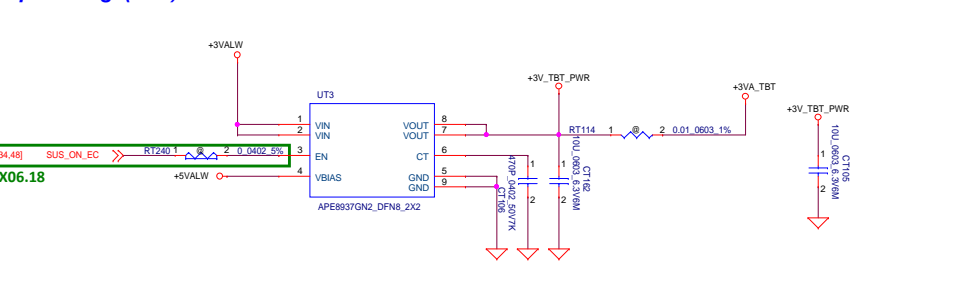 +3VALW
+3V_TBT_PWR
+3VA_TBT
+3V_TBT_PWR
UT3
1 VIN
2 VIN
VOUT 8
VOUT 7
RT114 1 @ 2 0.01_0603_1%
34,48] SUS_ON_EC
RT240 1 @ 2 0_0402_5%
3 EN
CT 6
X06.18
+5VALW
4 VBIAS
GND 5
GND 9
APE8937GN2_DFN8_2X2
1
2
470P_0402_50V7K
CT106
1
2
10U_0603_6.3V6M
CT162
1
2
10U_0603_6.3V6M
CT105